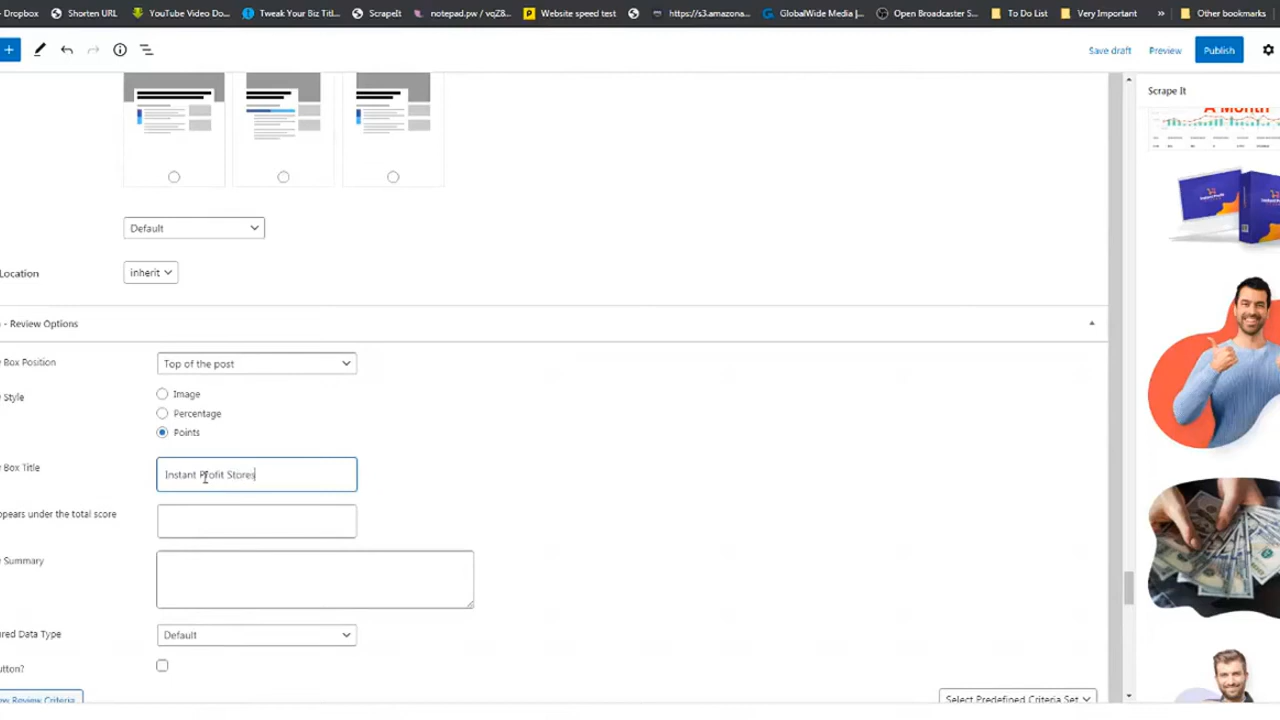 Dropbox Shorten URL YouTube Video Do... Tweak Your Biz Titl... ScrapeIt notepad.pw / vqZ8... Website speed test https://s3.amazona... GlobalWide Media |... Open Broadcaster S... To Do List Very Important » Other bookmarks
+ Save draft Preview Publish
Scrape It
A Month
Default
Location inherit
- Review Options
Box Position Top of the post
Style Image
Percentage
Points
Box Title Instant Profit Stores
ppears under the total score
Summary
red Data Type Default
utton?
ew Review Criteria Select Predefined Criteria Set